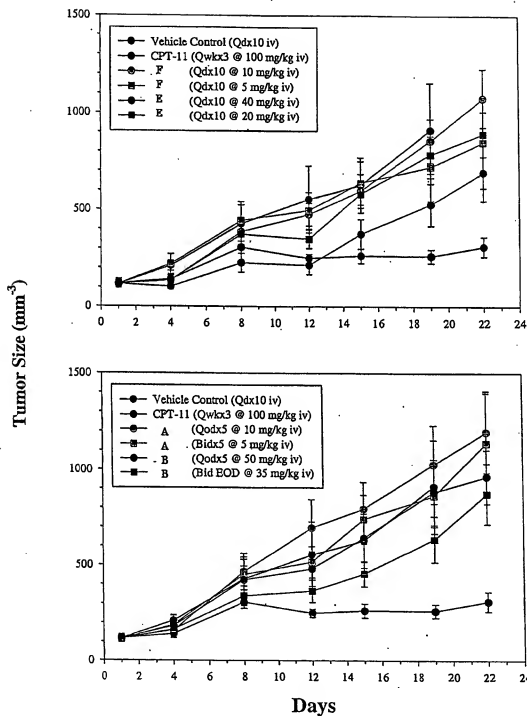 1500
1000
500
0
Vehicle Control (Qdx10 iv)
CPT-11 (Qwkx3 @ 100 mg/kg iv)
F (Qdx10 @ 10 mg/kg iv)
F (Qdx10 @ 5 mg/kg iv)
E (Qdx10 @ 40 mg/kg iv)
E (Qdx10 @ 20 mg/kg iv)
0 2 4 6 8 10 12 14 16 18 20 22 24
Tumor Size (mm-3)
1500
1000
500
0
Vehicle Control (Qdx10 iv)
CPT-11 (Qwkx3 @ 100 mg/kg iv)
A (Qodx5 @ 10 mg/kg iv)
A (Bidx5 @ 5 mg/kg iv)
B (Qodx5 @ 50 mg/kg iv)
B (Bid EOD @ 35 mg/kg iv)
0 2 4 6 8 10 12 14 16 18 20 22 24
Days